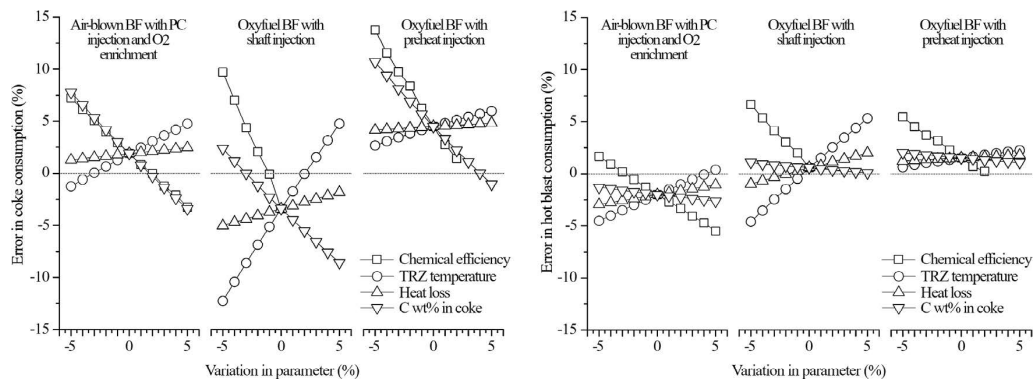 Air-blown BF with PC
injection and O2
enrichment
Oxyfuel BF with
shaft injection
Oxyfuel BF with
preheat injection
15
10
5
0
-5
-10
-15
Error in coke consumption (%)
Chemical efficiency
TRZ temperature
Heat loss
C wt% in coke
-5 0 5 -5 0 5 -5 0 5
Variation in parameter (%)
Air-blown BF with PC
injection and O2
enrichment
Oxyfuel BF with
shaft injection
Oxyfuel BF with
preheat injection
15
10
5
0
-5
-10
-15
Error in hot blast consumption (%)
Chemical efficiency
TRZ temperature
Heat loss
C wt% in coke
-5 0 5 -5 0 5 -5 0 5
Variation in parameter (%)